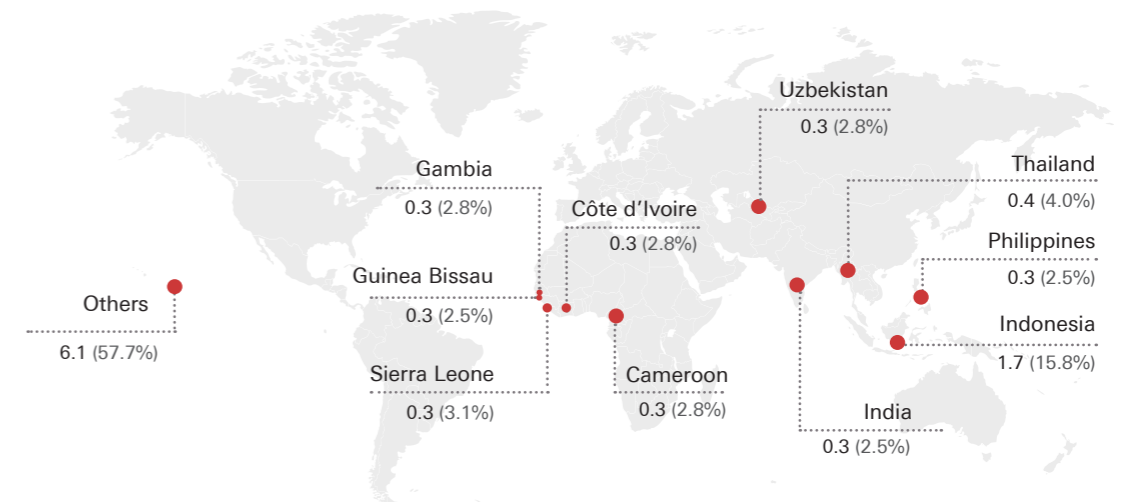 Uzbekistan
0.3 (2.8%)
Thailand
0.4 (4.0%)
Gambia
0.3 (2.8%)
Côte d’Ivoire
0.3 (2.8%)
Philippines
0.3 (2.5%)
Guinea Bissau
0.3 (2.5%)
Others
6.1 (57.7%)
Indonesia
1.7 (15.8%)
Sierra Leone
0.3 (3.1%)
Cameroon
0.3 (2.8%)
India
0.3 (2.5%)